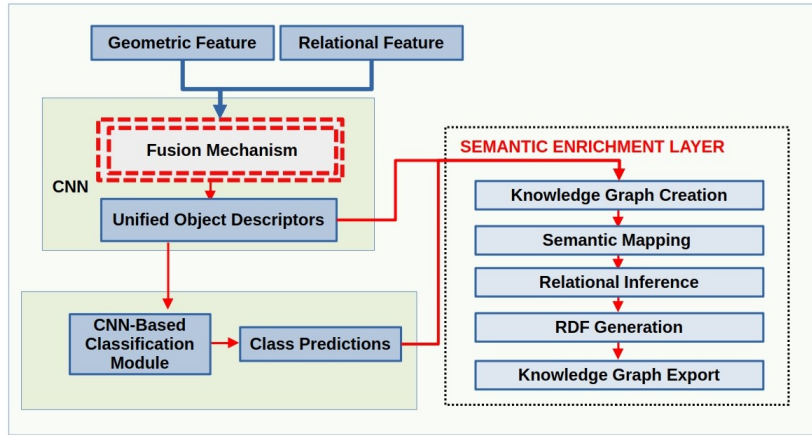 Geometric Feature
Relational Feature
Fusion Mechanism
CNN
Unified Object Descriptors
CNN-Based
Classification
Module
Class Predictions
SEMANTIC ENRICHMENT LAYER
Knowledge Graph Creation
Semantic Mapping
Relational Inference
RDF Generation
Knowledge Graph Export